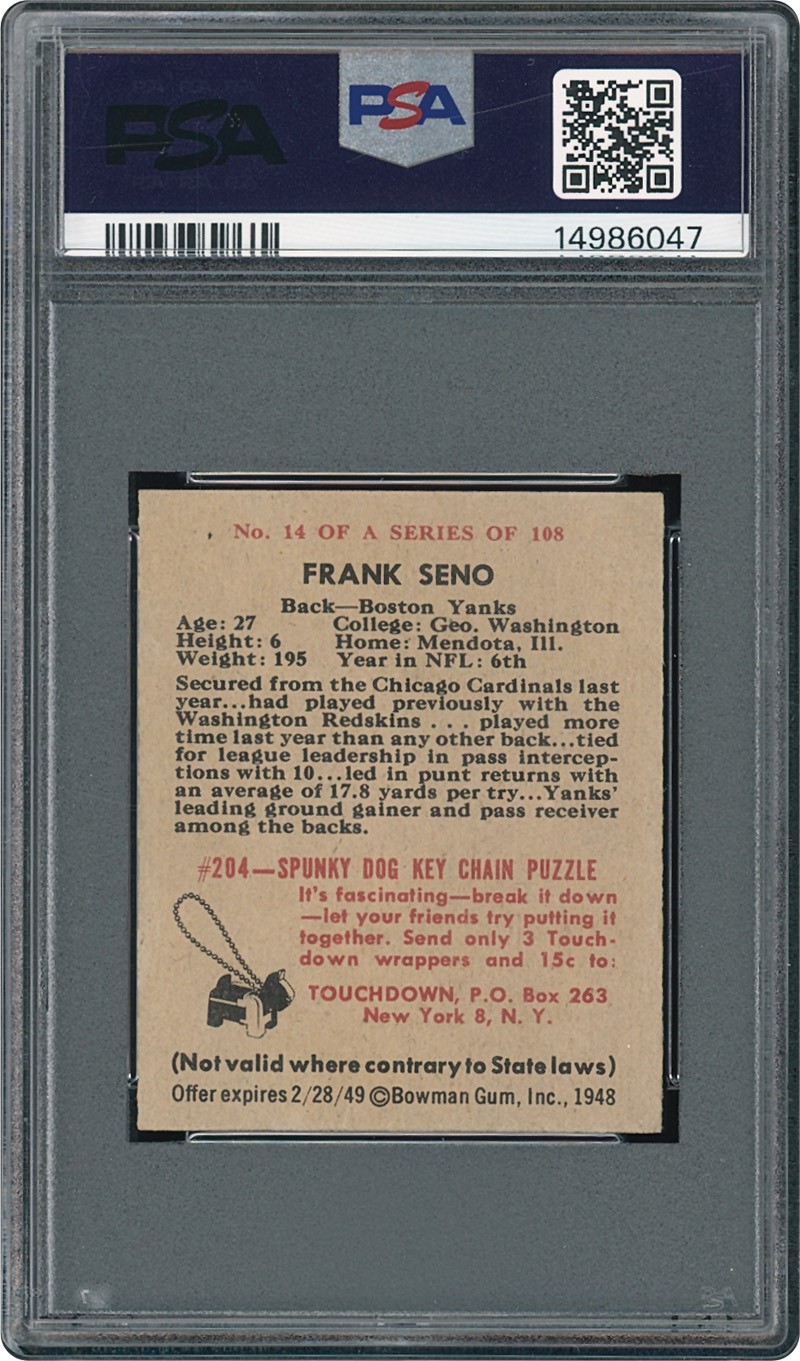 PSA
PSA
14986047
No. 14 OF A SERIES OF 108
FRANK SENO
Back—Boston Yanks
Age: 27 College: Geo. Washington
Height: 6 Home: Mendota, Ill.
Weight: 195 Year in NFL: 6th
Secured from the Chicago Cardinals last
year...had played previously with the
Washington Redskins . . . played more
time last year than any other back...tied
for league leadership in pass intercep-
tions with 10...led in punt returns with
an average of 17.8 yards per try...Yanks'
leading ground gainer and pass receiver
among the backs.
#204—SPUNKY DOG KEY CHAIN PUZZLE
It's fascinating—break it down
—let your friends try putting it
together. Send only 3 Touch-
down wrappers and 15c to:
TOUCHDOWN, P.O. Box 263
New York 8, N. Y.
(Not valid where contrary to State laws)
Offer expires 2/28/49 ©Bowman Gum, Inc., 1948